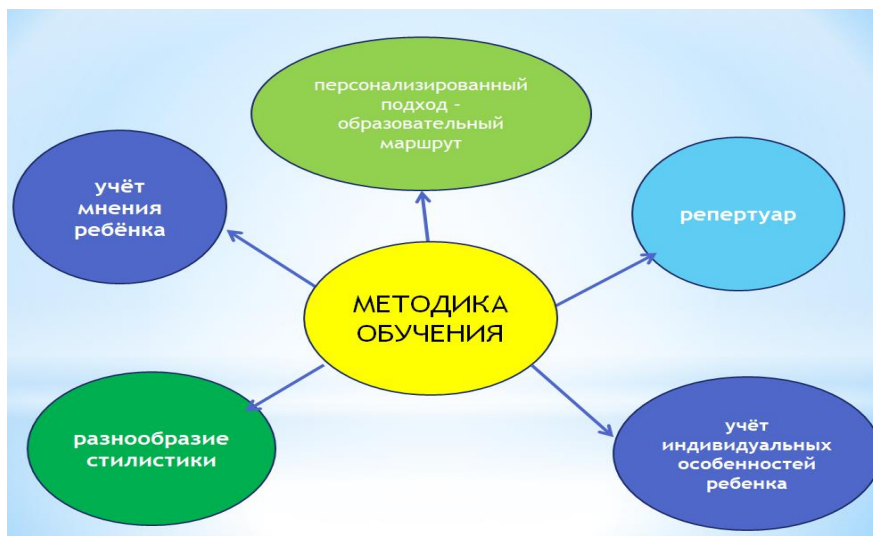 персонализированный
подход -
образовательный
маршрут
учёт
мнения
ребёнка
репертуар
МЕТОДИКА
ОБУЧЕНИЯ
разнообразие
стилистики
учёт
индивидуальных
особенностей
ребенка